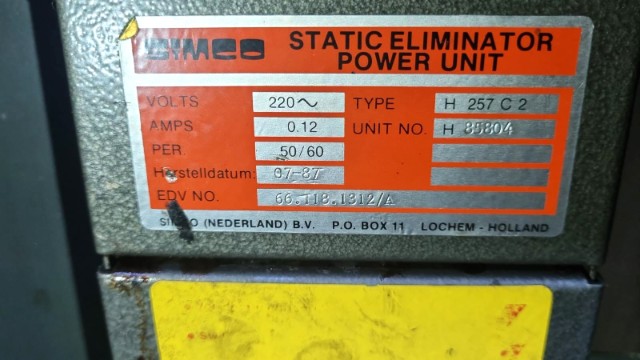 SIMCO STATIC ELIMINATOR
POWER UNIT
VOLTS 220~ TYPE H 257 C 2
AMPS 0.12 UNIT NO. H 85804
PER. 50/60
Herstelldatum: 07-87
EDV NO. 66.118.1312/A
SIMCO (NEDERLAND) B.V. P.O. BOX 11 LOCHEM - HOLLAND